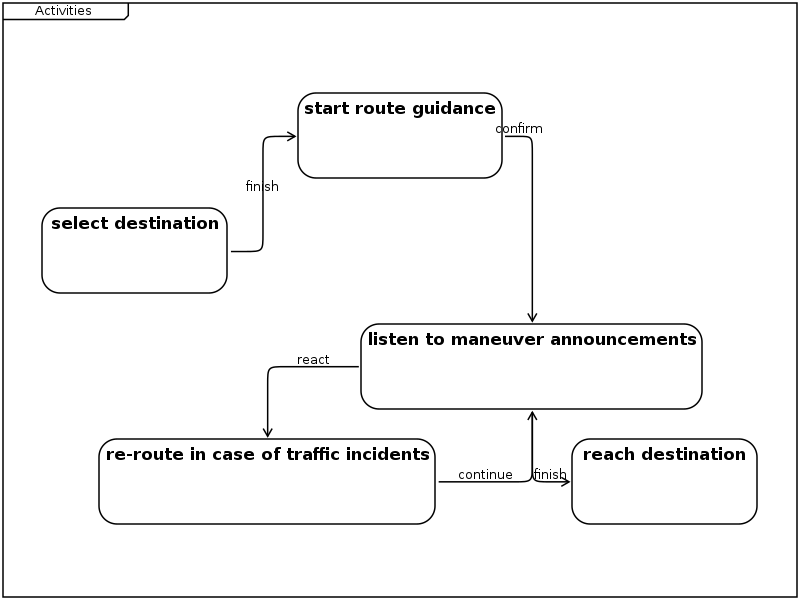 Activities
start route guidance
confirm
finish
select destination
listen to maneuver announcements
react
re-route in case of traffic incidents
reach destination
continue
finish